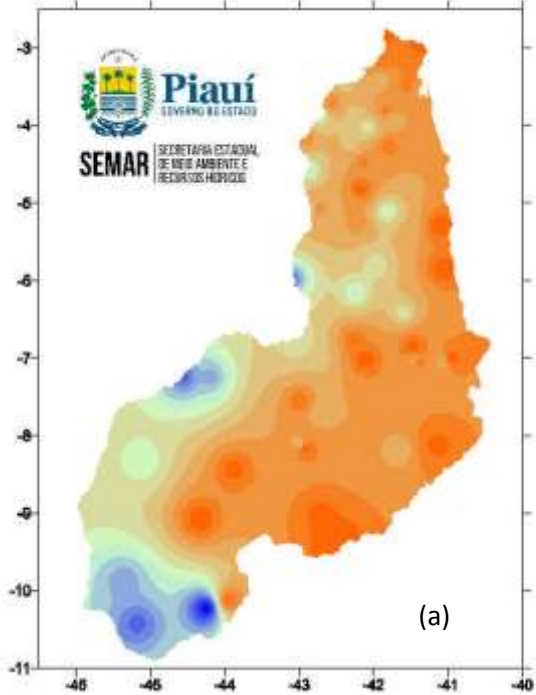 Piauí
GOVERNO DO ESTADO
SEMAR
SECRETARIA ESTADUAL
DE MEIO AMBIENTE E
RECURSOS HÍDRICOS
-3
-4
-5
-6
-7
-8
-9
-10
-11
(a)
-46 -45 -44 -43 -42 -41 -40